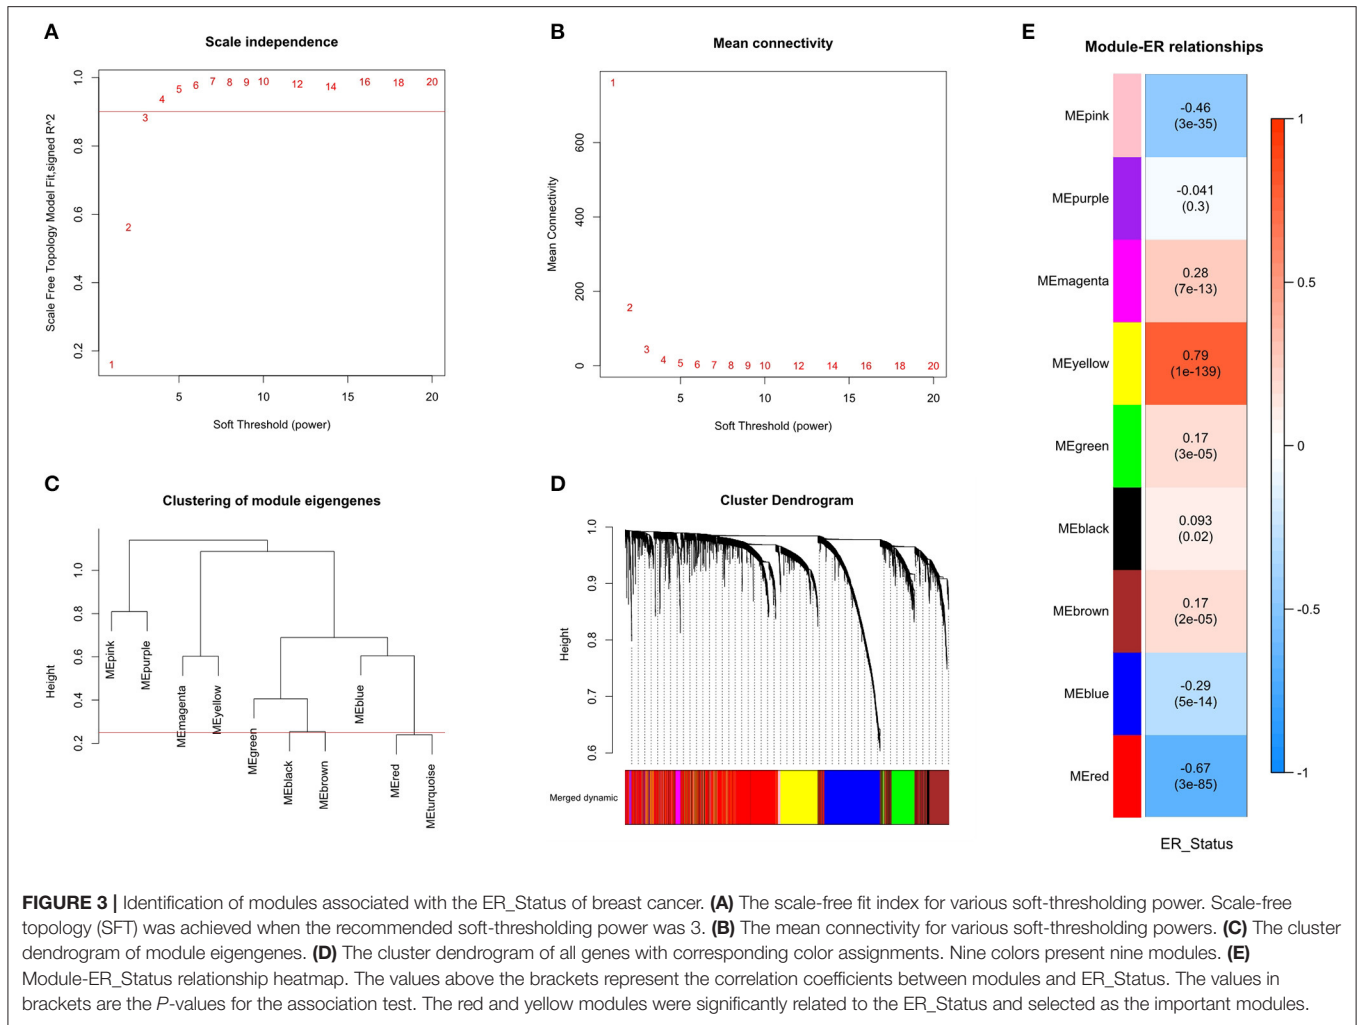 A
Scale independence
Scale Free Topology Model Fit,signed R^2
1.0
0.8
0.6
0.4
0.2
1
2
3
4
5
6
7
8
9
10
12
14
16
18
20
5
10
15
20
Soft Threshold (power)
B
Mean connectivity
Mean Connectivity
600
400
200
0
1
2
3
4
5
6
7
8
9
10
12
14
16
18
20
5
10
15
20
Soft Threshold (power)
C
Clustering of module eigengenes
Height
1.0
0.8
0.6
0.4
0.2
MEpink
MEpurple
MEmagenta
MEyellow
MEgreen
MEblack
MEbrown
MEblue
MEred
MEturquoise
D
Cluster Dendrogram
Height
1.0
0.9
0.8
0.7
0.6
Merged dynamic
E
Module-ER relationships
MEpink
-0.46
(3e-35)
MEpurple
-0.041
(0.3)
MEmagenta
0.28
(7e-13)
MEyellow
0.79
(1e-139)
MEgreen
0.17
(3e-05)
MEblack
0.093
(0.02)
MEbrown
0.17
(2e-05)
MEblue
-0.29
(5e-14)
MEred
-0.67
(3e-85)
ER_Status
1
0.5
0
-0.5
-1
FIGURE 3 | Identification of modules associated with the ER_Status of breast cancer. (A) The scale-free fit index for various soft-thresholding power. Scale-free
topology (SFT) was achieved when the recommended soft-thresholding power was 3. (B) The mean connectivity for various soft-thresholding powers. (C) The cluster
dendrogram of module eigengenes. (D) The cluster dendrogram of all genes with corresponding color assignments. Nine colors present nine modules. (E)
Module-ER_Status relationship heatmap. The values above the brackets represent the correlation coefficients between modules and ER_Status. The values in
brackets are the P-values for the association test. The red and yellow modules were significantly related to the ER_Status and selected as the important modules.